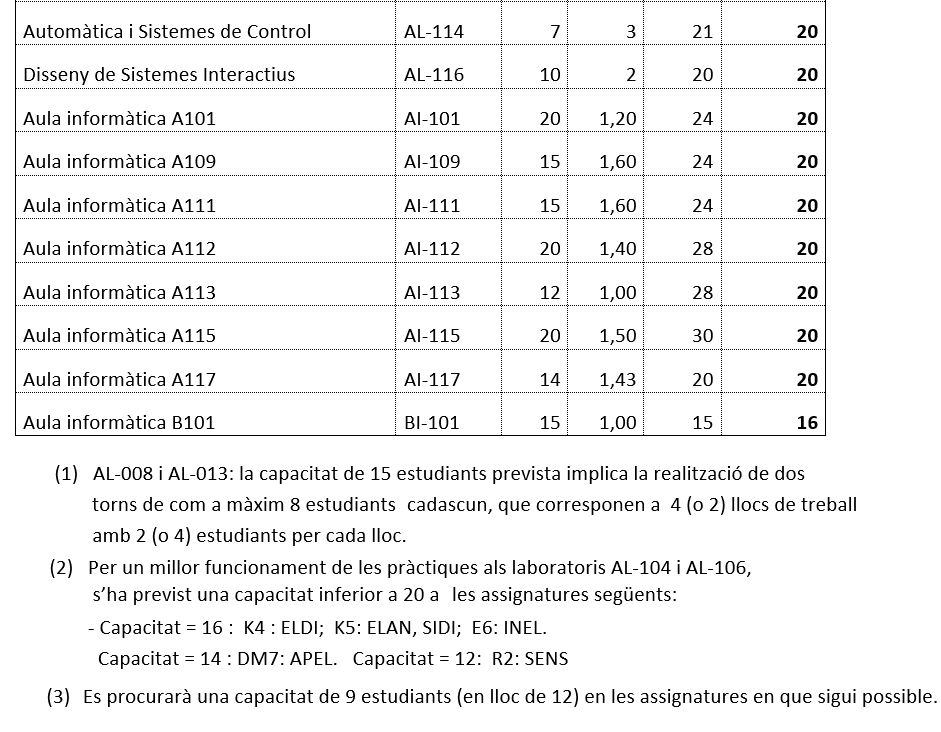 Automàtica i Sistemes de Control AL-114 7 3 21 20
Disseny de Sistemes Interactius AL-116 10 2 20 20
Aula informàtica A101 AI-101 20 1,20 24 20
Aula informàtica A109 AI-109 15 1,60 24 20
Aula informàtica A111 AI-111 15 1,60 24 20
Aula informàtica A112 AI-112 20 1,40 28 20
Aula informàtica A113 AI-113 12 1,00 28 20
Aula informàtica A115 AI-115 20 1,50 30 20
Aula informàtica A117 AI-117 14 1,43 20 20
Aula informàtica B101 BI-101 15 1,00 15 16
(1) AL-008 i AL-013: la capacitat de 15 estudiants prevista implica la realització de dos
torns de com a màxim 8 estudiants cadascun, que corresponen a 4 (o 2) llocs de treball
amb 2 (o 4) estudiants per cada lloc.
(2) Per un millor funcionament de les pràctiques als laboratoris AL-104 i AL-106,
s'ha previst una capacitat inferior a 20 a les assignatures següents:
- Capacitat = 16 : K4 : ELDI; K5: ELAN, SIDI; E6: INEL.
Capacitat = 14 : DM7: APEL. Capacitat = 12: R2: SENS
(3) Es procurarà una capacitat de 9 estudiants (en lloc de 12) en les assignatures en que sigui possible.